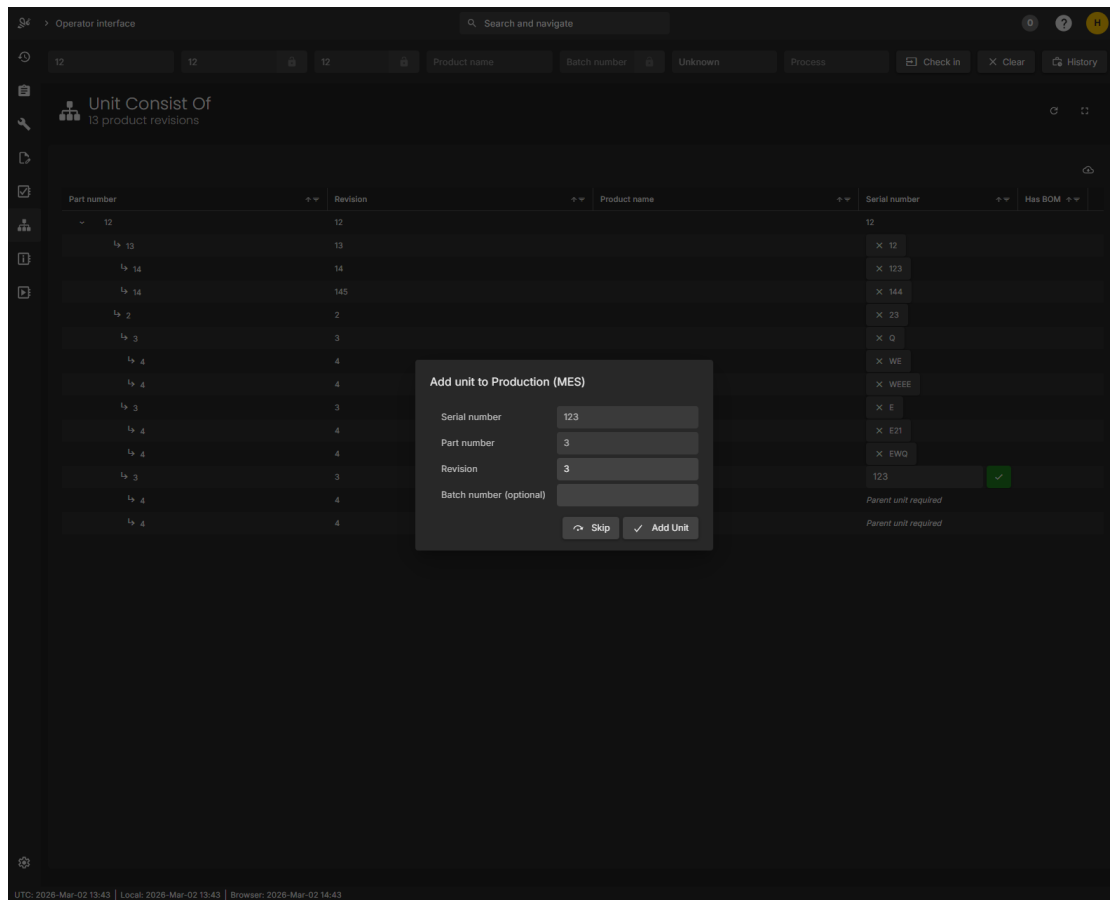 > Operator interface Search and navigate 0 ? H
12 12 12 Product name Batch number Unknown Process Check in Clear History
Unit Consist Of
13 product revisions
Part number Revision Product name Serial number Has BOM
12 12 12
13 13 12
14 14 123
14 145 144
2 2 23
3 3 Q
4 4 WE
4 4 WEEE
3 3 E
4 4 E21
4 4 EWQ
3 3 123
4 4 Parent unit required
4 4 Parent unit required
Add unit to Production (MES)
Serial number 123
Part number 3
Revision 3
Batch number (optional)
Skip Add Unit
UTC: 2026-Mar-02 13:43 | Local: 2026-Mar-02 13:43 | Browser: 2026-Mar-02 14:43